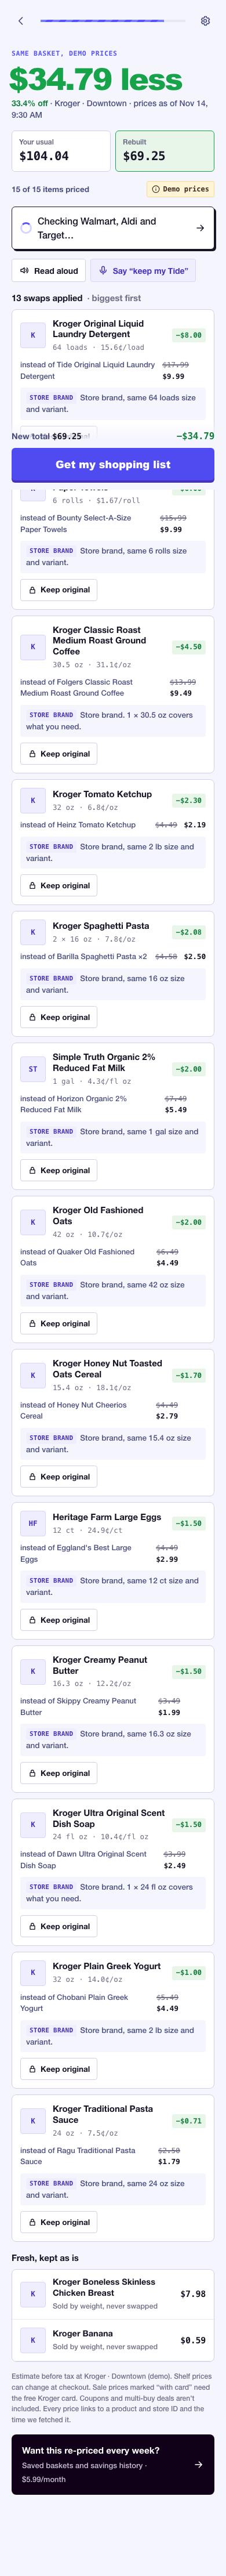 SAME BASKET, DEMO PRICES
$34.79 less
33.4% off · Kroger · Downtown · prices as of Nov 14,
9:30 AM
Your usual
$104.04
Rebuilt
$69.25
15 of 15 items priced
Demo prices
Checking Walmart, Aldi and
Target…
Read aloud
Say “keep my Tide”
13 swaps applied · biggest first
K
Kroger Original Liquid
Laundry Detergent
64 loads · 15.6¢/load
−$8.00
instead of Tide Original Liquid Laundry
Detergent
$17.99
$9.99
STORE BRAND Store brand, same 64 loads size
and variant.
New total $69.25
−$34.79
Get my shopping list
6 rolls · $1.67/roll
instead of Bounty Select-A-Size
Paper Towels
$15.99
$9.99
STORE BRAND Store brand, same 6 rolls size
and variant.
Keep original
K
Kroger Classic Roast
Medium Roast Ground
Coffee
30.5 oz · 31.1¢/oz
−$4.50
instead of Folgers Classic Roast
Medium Roast Ground Coffee
$13.99
$9.49
STORE BRAND Store brand. 1 × 30.5 oz covers
what you need.
Keep original
K
Kroger Tomato Ketchup
32 oz · 6.8¢/oz
−$2.30
instead of Heinz Tomato Ketchup
$4.49 $2.19
STORE BRAND Store brand, same 2 lb size and
variant.
Keep original
K
Kroger Spaghetti Pasta
2 × 16 oz · 7.8¢/oz
−$2.08
instead of Barilla Spaghetti Pasta ×2
$4.58 $2.50
STORE BRAND Store brand, same 16 oz size
and variant.
Keep original
ST
Simple Truth Organic 2%
Reduced Fat Milk
1 gal · 4.3¢/fl oz
−$2.00
instead of Horizon Organic 2%
Reduced Fat Milk
$7.49
$5.49
STORE BRAND Store brand, same 1 gal size and
variant.
Keep original
K
Kroger Old Fashioned
Oats
42 oz · 10.7¢/oz
−$2.00
instead of Quaker Old Fashioned
Oats
$6.49
$4.49
STORE BRAND Store brand, same 42 oz size
and variant.
Keep original
K
Kroger Honey Nut Toasted
Oats Cereal
15.4 oz · 18.1¢/oz
−$1.70
instead of Honey Nut Cheerios
Cereal
$4.49
$2.79
STORE BRAND Store brand, same 15.4 oz size
and variant.
Keep original
HF
Heritage Farm Large Eggs
12 ct · 24.9¢/ct
−$1.50
instead of Eggland's Best Large
Eggs
$4.49
$2.99
STORE BRAND Store brand, same 12 ct size and
variant.
Keep original
K
Kroger Creamy Peanut
Butter
16.3 oz · 12.2¢/oz
−$1.50
instead of Skippy Creamy Peanut
Butter
$3.49
$1.99
STORE BRAND Store brand, same 16.3 oz size
and variant.
Keep original
K
Kroger Ultra Original Scent
Dish Soap
24 fl oz · 10.4¢/fl oz
−$1.50
instead of Dawn Ultra Original Scent
Dish Soap
$3.99
$2.49
STORE BRAND Store brand. 1 × 24 fl oz covers
what you need.
Keep original
K
Kroger Plain Greek Yogurt
32 oz · 14.0¢/oz
−$1.00
instead of Chobani Plain Greek
Yogurt
$5.49
$4.49
STORE BRAND Store brand, same 2 lb size and
variant.
Keep original
K
Kroger Traditional Pasta
Sauce
24 oz · 7.5¢/oz
−$0.71
instead of Ragu Traditional Pasta
Sauce
$2.50
$1.79
STORE BRAND Store brand, same 24 oz size
and variant.
Keep original
Fresh, kept as is
K
Kroger Boneless Skinless
Chicken Breast
Sold by weight, never swapped
$7.98
K
Kroger Banana
Sold by weight, never swapped
$0.59
Estimate before tax at Kroger · Downtown (demo). Shelf prices
can change at checkout. Sale prices marked “with card” need
the free Kroger card. Coupons and multi-buy deals aren’t
included. Every price links to a product and store ID and the
time we fetched it.
Want this re-priced every week?
Saved baskets and savings history ·
$5.99/month